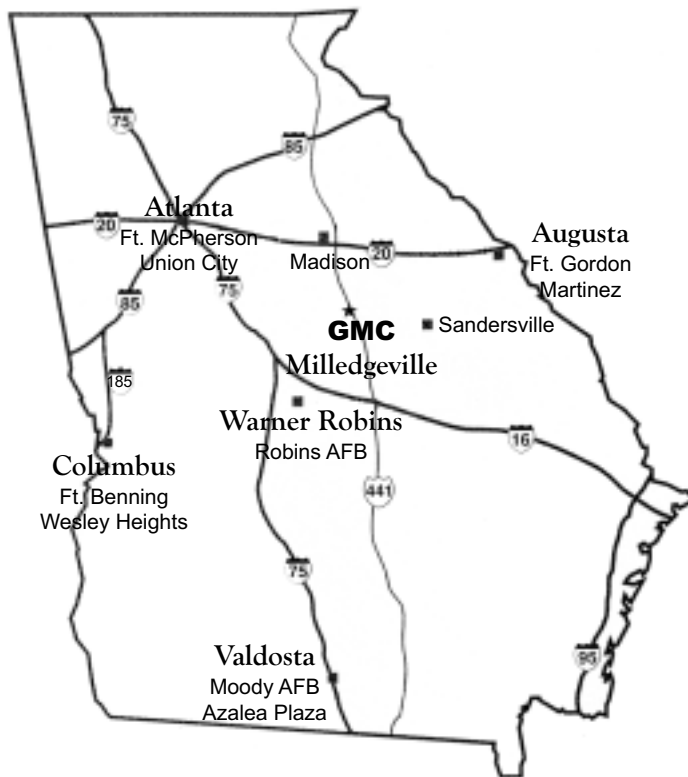 75
85
Atlanta
Ft. McPherson
Union City
20
Madison
20
Augusta
Ft. Gordon
Martinez
85
75
GMC
Milledgeville
Sandersville
185
Warner Robins
Robins AFB
16
Columbus
Ft. Benning
Wesley Heights
441
75
Valdosta
Moody AFB
Azalea Plaza
95